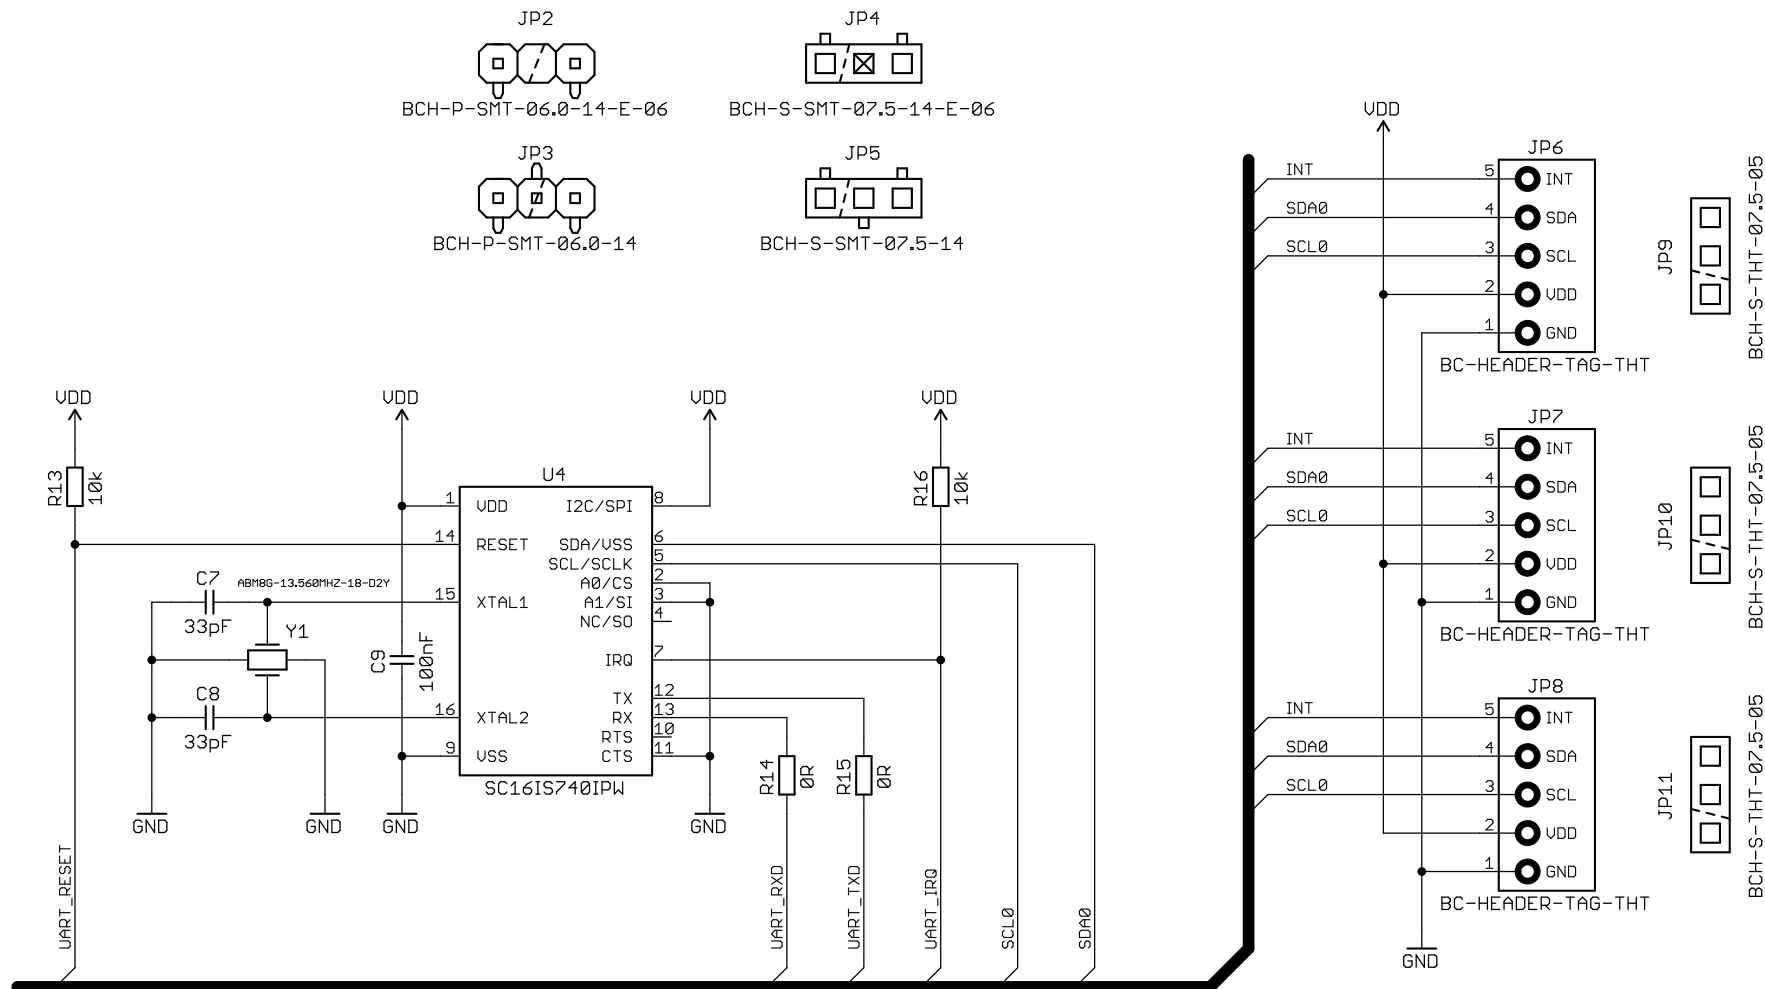 JP2
BCH-P-SMT-06.0-14-E-06
JP4
BCH-S-SMT-07.5-14-E-06
JP3
BCH-P-SMT-06.0-14
JP5
BCH-S-SMT-07.5-14
VDD
JP6
INT 5 INT
SDA0 4 SDA
SCL0 3 SCL
2 VDD
1 GND
BC-HEADER-TAG-THT
JP9
BCH-S-THT-07.5-05
JP7
INT 5 INT
SDA0 4 SDA
SCL0 3 SCL
2 VDD
1 GND
BC-HEADER-TAG-THT
JP10
BCH-S-THT-07.5-05
JP8
INT 5 INT
SDA0 4 SDA
SCL0 3 SCL
2 VDD
1 GND
BC-HEADER-TAG-THT
JP11
BCH-S-THT-07.5-05
GND
VDD
VDD
VDD
VDD
R13
10k
R16
10k
U4
1 VDD
I2C/SPI 8
14 RESET
SDA/VSS 6
SCL/SCLK 5
A0/CS 2
15 XTAL1
A1/SI 3
NC/SO 4
IRQ 7
TX 12
16 XTAL2
RX 13
RTS 10
9 VSS
CTS 11
SC16IS740IPW
C7
33pF
ABM8G-13.560MHZ-18-D2Y
Y1
C8
33pF
C9
100nF
R14
0R
R15
0R
GND
GND
GND
GND
UART_RESET
UART_RXD
UART_TXD
UART_IRQ
SCL0
SDA0